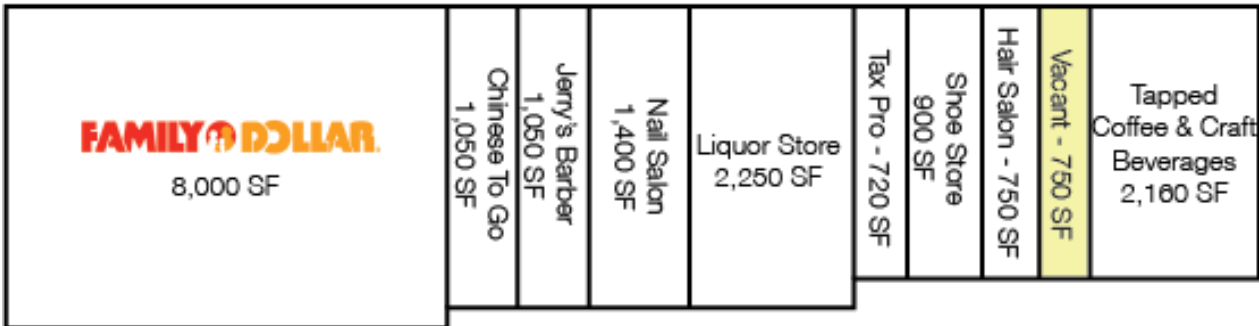 FAMILY DOLLAR
8,000 SF
Chinese To Go
1,050 SF
Jerry's Barber
1,050 SF
Nail Salon
1,400 SF
Liquor Store
2,250 SF
Tax Pro - 720 SF
Shoe Store
900 SF
Hair Salon - 750 SF
Vacant - 750 SF
Tapped
Coffee & Craft
Beverages
2,160 SF